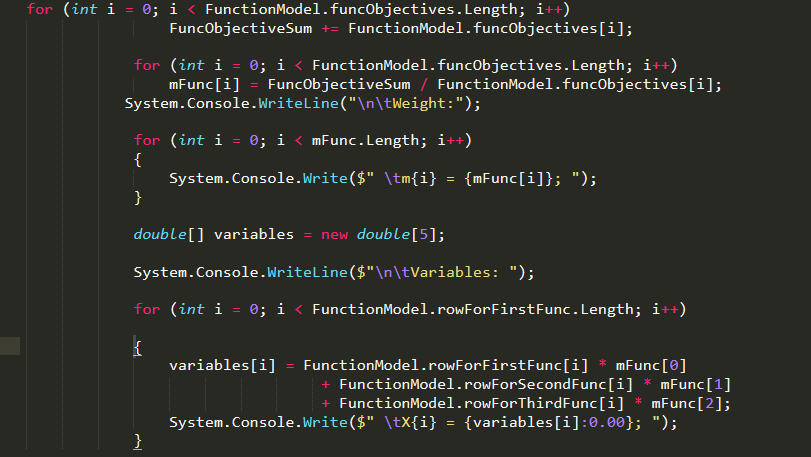 for (int i = 0; i < FunctionModel.funcObjectives.Length; i++)
FuncObjectiveSum += FunctionModel.funcObjectives[i];
for (int i = 0; i < FunctionModel.funcObjectives.Length; i++)
mFunc[i] = FuncObjectiveSum / FunctionModel.funcObjectives[i];
System.Console.WriteLine("\n\tWeight:");
for (int i = 0; i < mFunc.Length; i++)
{
System.Console.Write($" \tm{i} = {mFunc[i]}; ");
}
double[] variables = new double[5];
System.Console.WriteLine($"\n\tVariables: ");
for (int i = 0; i < FunctionModel.rowForFirstFunc.Length; i++)
{
variables[i] = FunctionModel.rowForFirstFunc[i] * mFunc[0]
+ FunctionModel.rowForSecondFunc[i] * mFunc[1]
+ FunctionModel.rowForThirdFunc[i] * mFunc[2];
System.Console.Write($" \tX{i} = {variables[i]:0.00}; ");
}